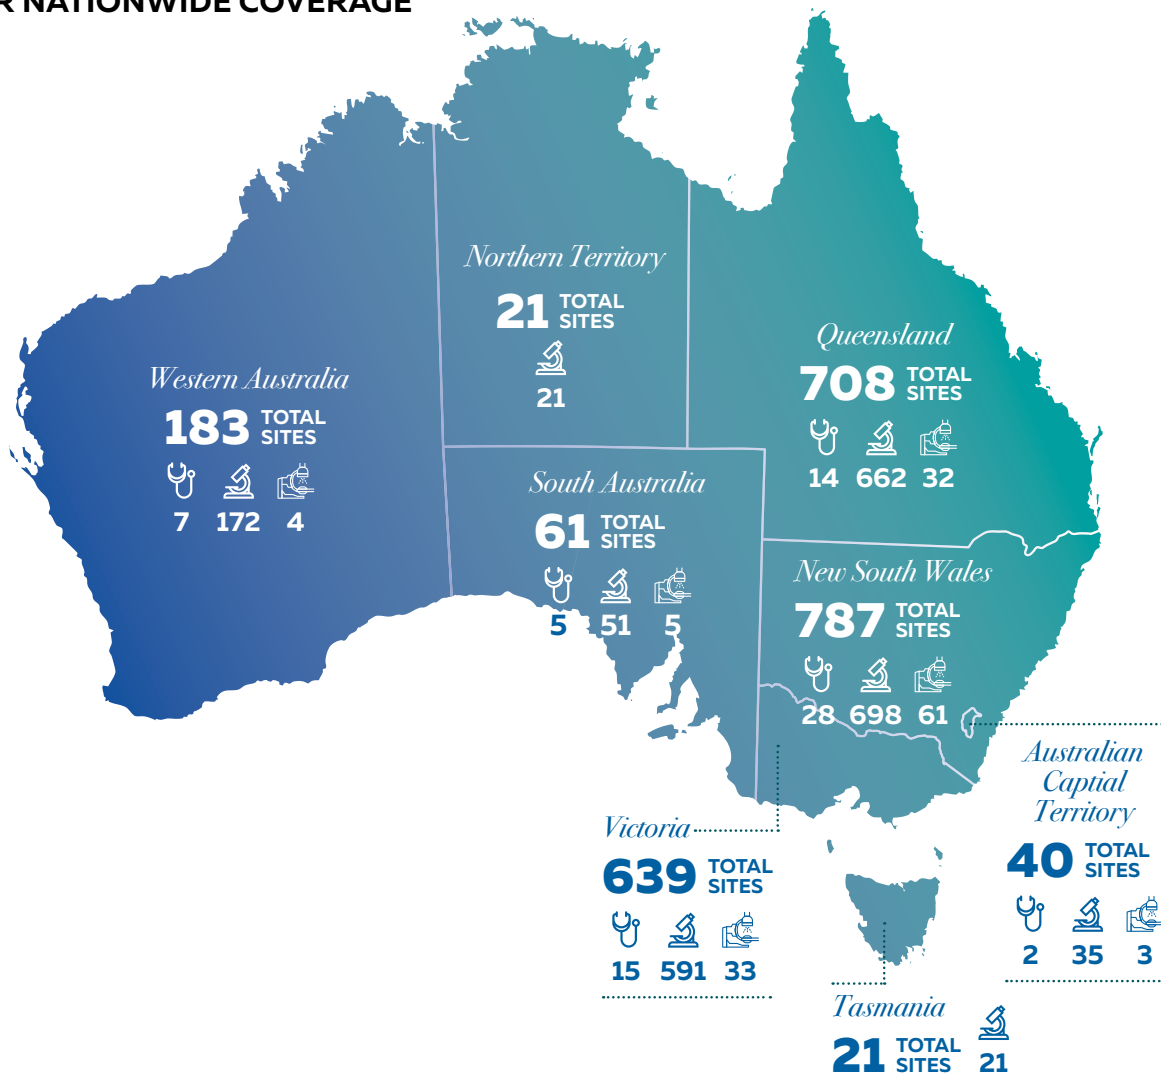 R NATIONWIDE COVERAGE
Northern Territory
21 TOTAL SITES
21
Queensland
708 TOTAL SITES
14 662 32
Western Australia
183 TOTAL SITES
7 172 4
South Australia
61 TOTAL SITES
5 51 5
New South Wales
787 TOTAL SITES
28 698 61
Australian
Captial
Territory
40 TOTAL SITES
2 35 3
Victoria
639 TOTAL SITES
15 591 33
Tasmania
21 TOTAL SITES
21